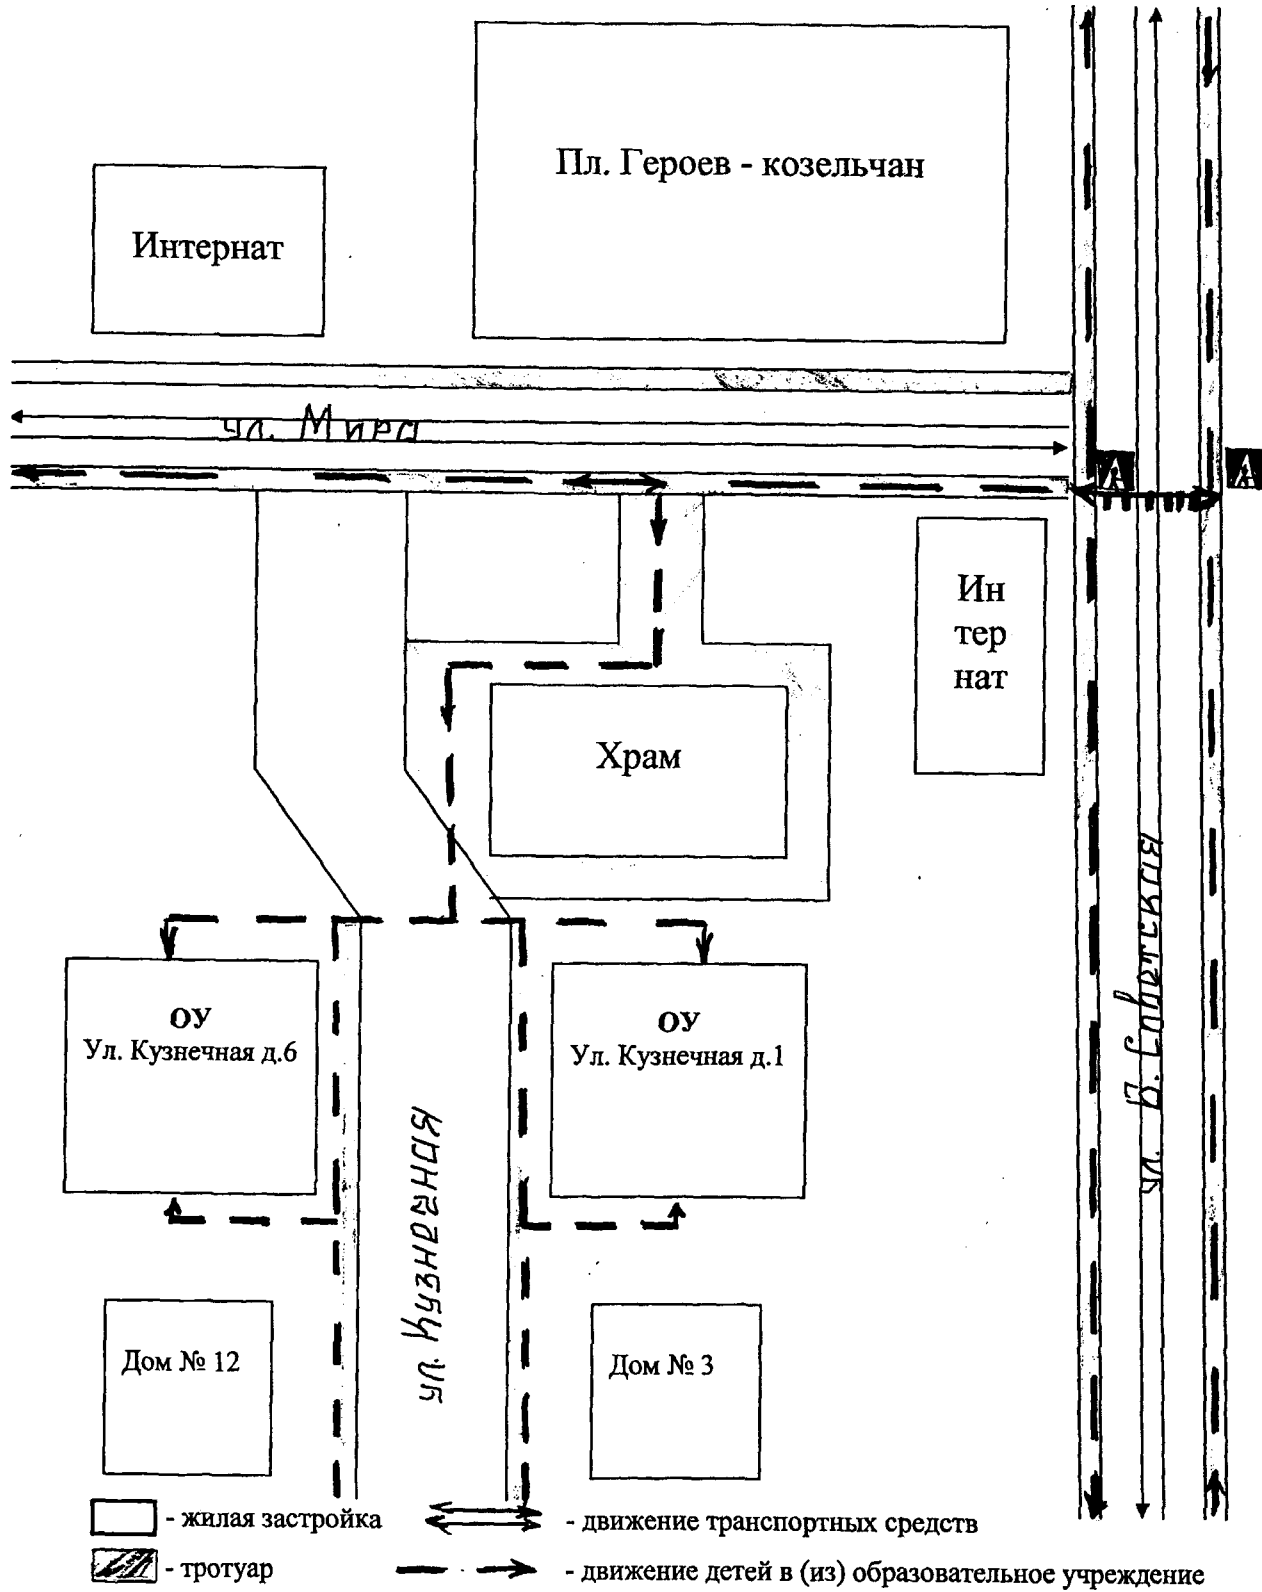 Пл. Героев - козельчан
Интернат
ул. Мира
Ин
тер
нат
Храм
ул. Б. Советская
ОУ
Ул. Кузнечная д.6
ОУ
Ул. Кузнечная д.1
ул. Кузнечная
Дом № 12
Дом № 3
- жилая застройка
- движение транспортных средств
- тротуар
- движение детей в (из) образовательное учреждение